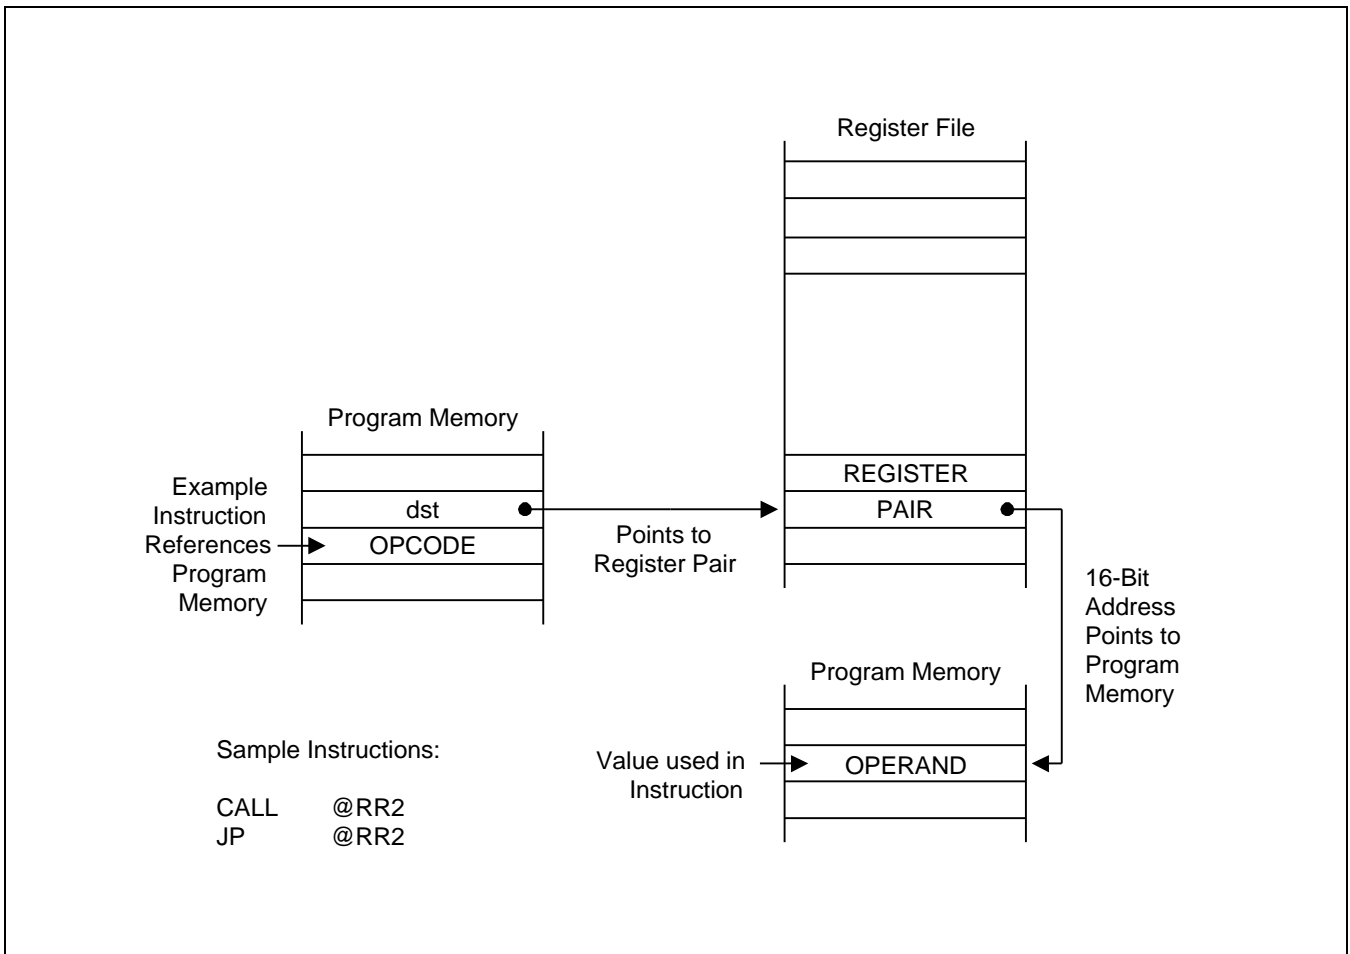 Register File
Program Memory
REGISTER
Example
Instruction
References
Program
Memory
dst
OPCODE
PAIR
Points to
Register Pair
16-Bit
Address
Points to
Program
Memory
Program Memory
Sample Instructions:
CALL @RR2
JP @RR2
Value used in
Instruction
OPERAND